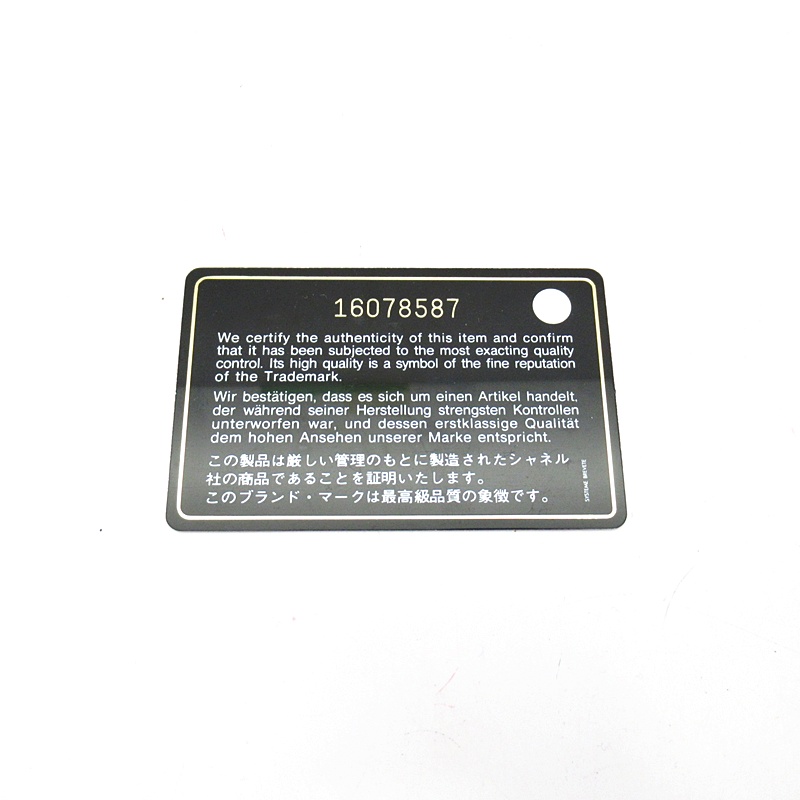 16078587
We certify the authenticity of this item and confirm
that it has been subjected to the most exacting quality
control. Its high quality is a symbol of the fine reputation
of the Trademark.
Wir bestätigen, dass es sich um einen Artikel handelt,
der während seiner Herstellung strengsten Kontrollen
unterworfen war, und dessen erstklassige Qualität
dem hohen Ansehen unserer Marke entspricht.
この製品は厳しい管理のもとに製造されたシャネル
社の商品であることを証明いたします。
このブランド・マークは最高級品質の象徴です。
SYSTEME BREVETE